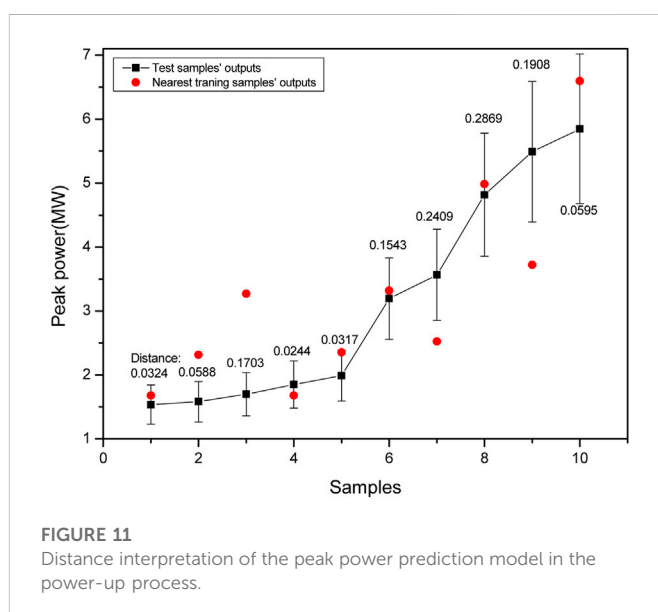 7
6
5
4
3
2
1
Peak power(MW)
Test samples' outputs
Nearest traning samples' outputs
Distance:
0.0324
0.0588
0.1703
0.0244
0.0317
0.1543
0.2409
0.2869
0.1908
0.0595
0 2 4 6 8 10
Samples
FIGURE 11
Distance interpretation of the peak power prediction model in the
power-up process.